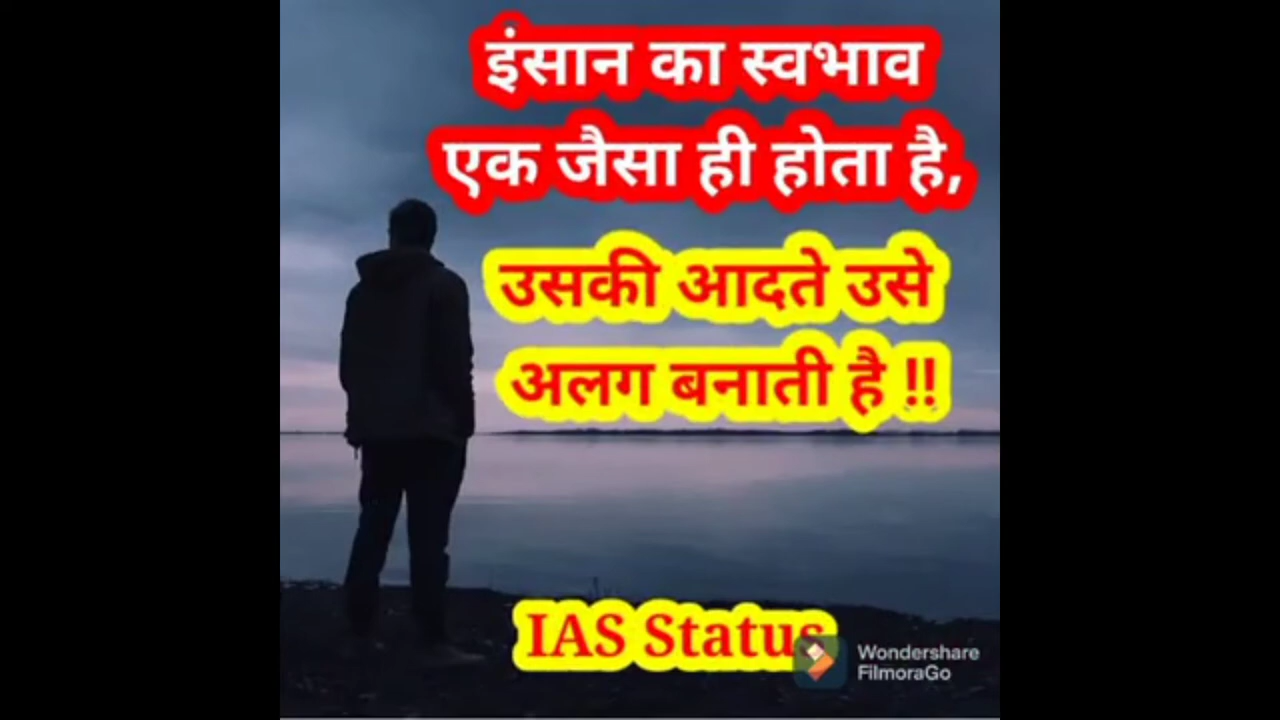 इंसान का स्वभाव
एक जैसा ही होता है,
उसकी आदते उसे
अलग बनाती है !!
IAS Status
Wondershare
FilmoraGo